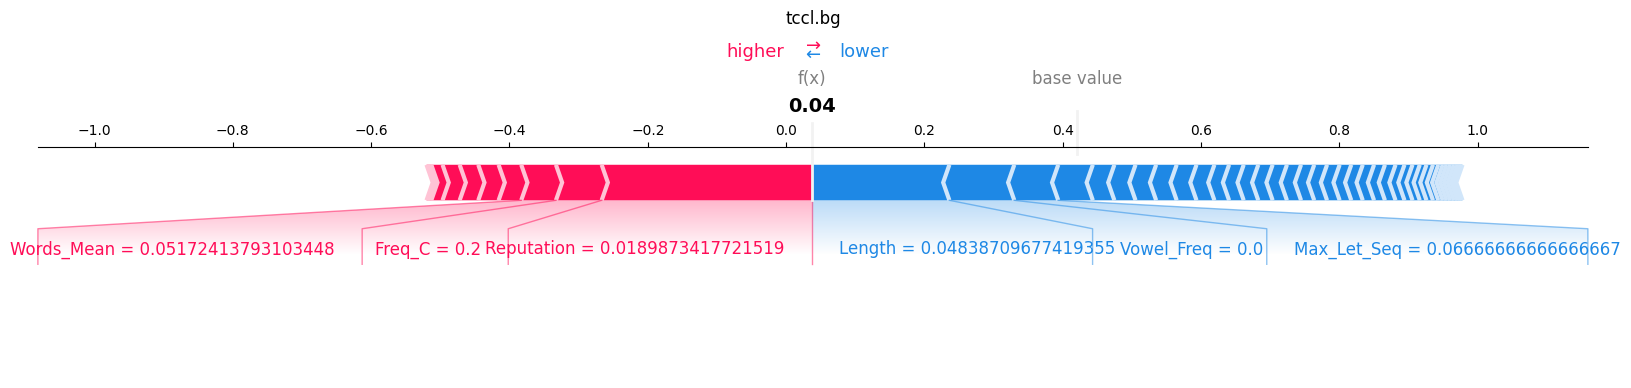 tccl.bg
higher ⇄ lower
f(x) base value
0.04
−1.0 −0.8 −0.6 −0.4 −0.2 0.0 0.2 0.4 0.6 0.8 1.0
Words_Mean = 0.05172413793103448 Freq_C = 0.2 Reputation = 0.0189873417721519 Length = 0.04838709677419355 Vowel_Freq = 0.0 Max_Let_Seq = 0.06666666666666667